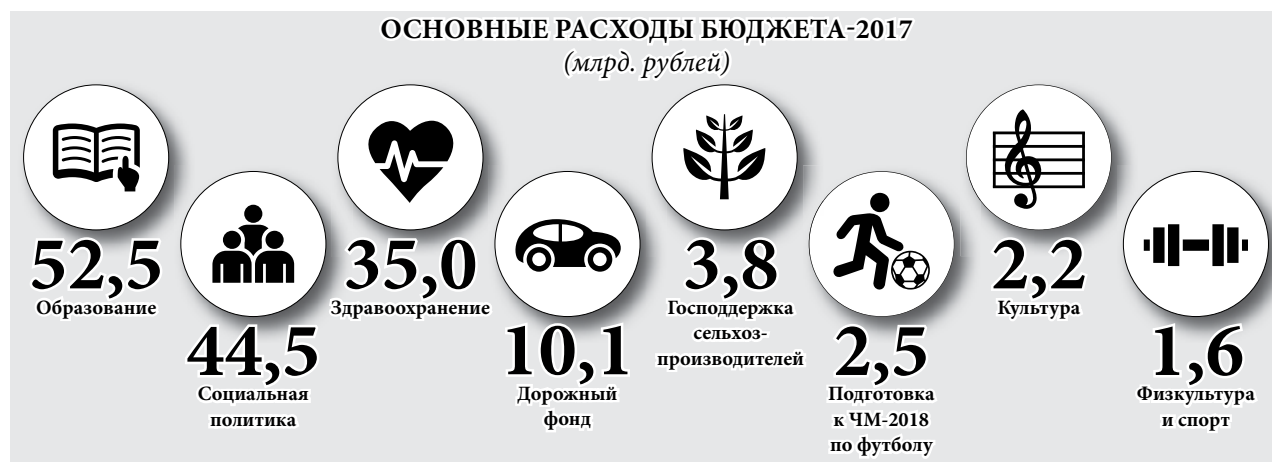 ОСНОВНЫЕ РАСХОДЫ БЮДЖЕТА-2017
(млрд. рублей)
52,5
Образование
44,5
Социальная
политика
35,0
Здравоохранение
10,1
Дорожный
фонд
3,8
Господдержка
сельхоз-
производителей
2,5
Подготовка
к ЧМ-2018
по футболу
2,2
Культура
1,6
Физкультура
и спорт